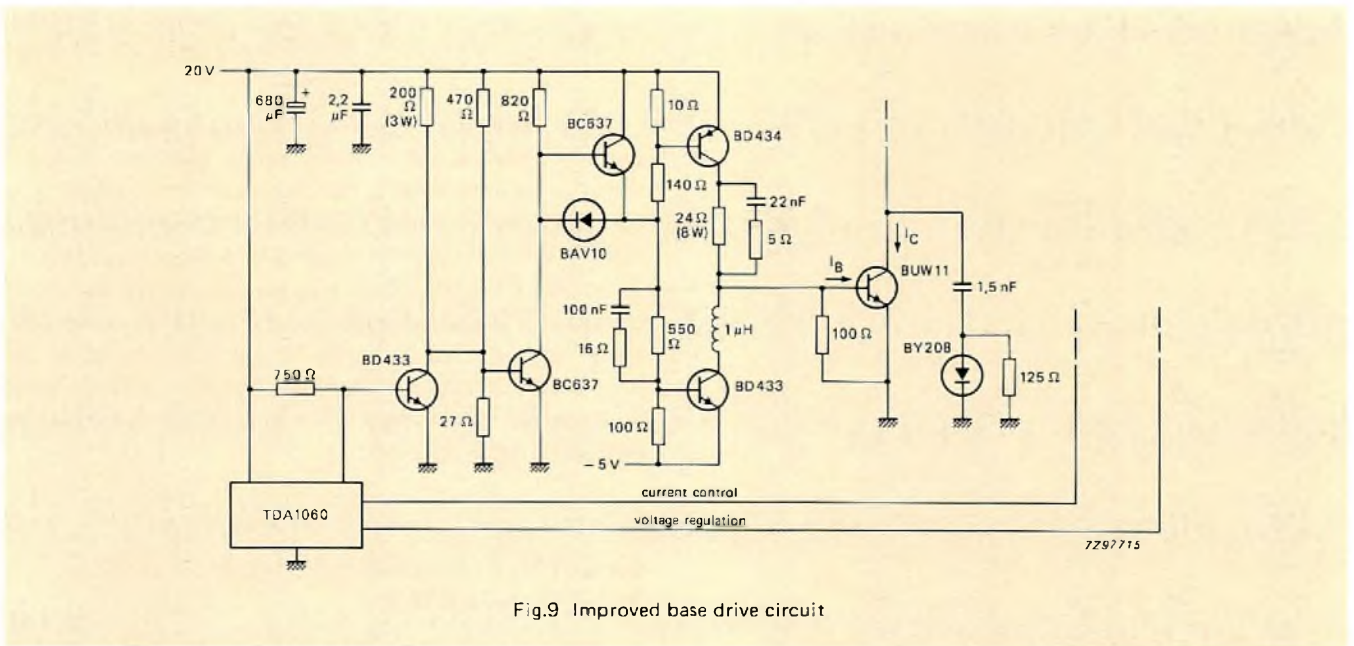 20 V
680 µF
+
2,2 µF
200 Ω (3W)
470 Ω
820 Ω
BC637
10 Ω
BD434
140 Ω
22 nF
24 Ω (8W)
5 Ω
BAV10
I_C
I_B
BUW11
1,5 nF
100 nF
16 Ω
550 Ω
1 µH
100 Ω
BY208
125 Ω
BD433
750 Ω
BC637
BD433
27 Ω
100 Ω
− 5 V
TDA1060
current control
voltage regulation
7Z97715
Fig.9 Improved base drive circuit